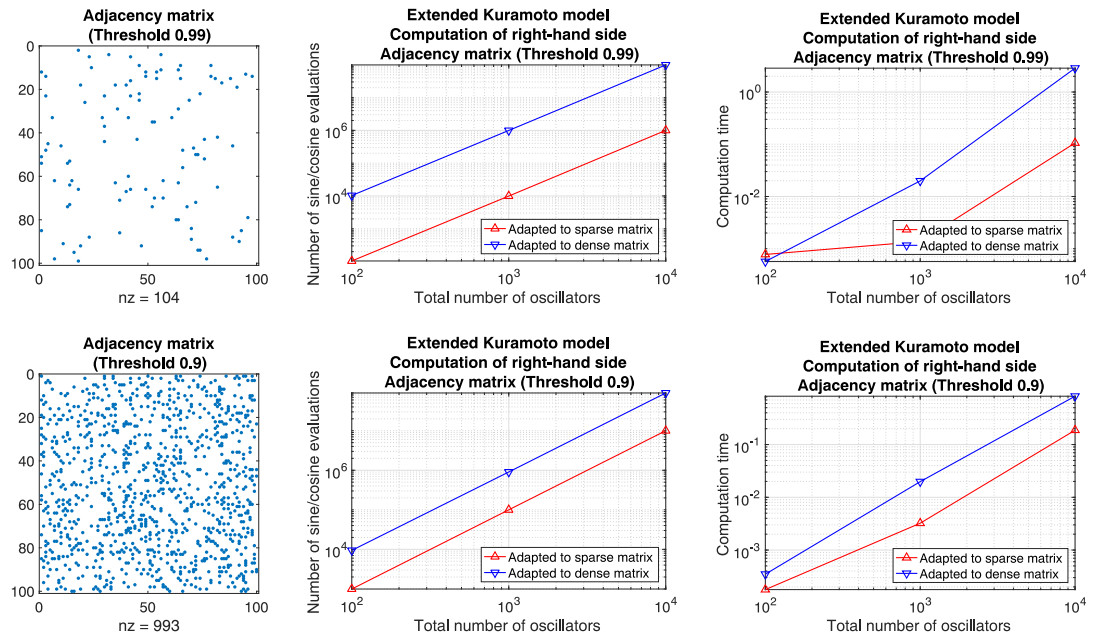 Adjacency matrix
(Threshold 0.99)
0
20
40
60
80
100
0
50
100
nz = 104
Extended Kuramoto model
Computation of right-hand side
Adjacency matrix (Threshold 0.99)
Number of sine/cosine evaluations
10^6
10^4
Adapted to sparse matrix
Adapted to dense matrix
10^2
10^3
10^4
Total number of oscillators
Extended Kuramoto model
Computation of right-hand side
Adjacency matrix (Threshold 0.99)
Computation time
10^0
10^-2
Adapted to sparse matrix
Adapted to dense matrix
10^2
10^3
10^4
Total number of oscillators
Adjacency matrix
(Threshold 0.9)
0
20
40
60
80
100
0
50
100
nz = 993
Extended Kuramoto model
Computation of right-hand side
Adjacency matrix (Threshold 0.9)
Number of sine/cosine evaluations
10^6
10^4
Adapted to sparse matrix
Adapted to dense matrix
10^2
10^3
10^4
Total number of oscillators
Extended Kuramoto model
Computation of right-hand side
Adjacency matrix (Threshold 0.9)
Computation time
10^-1
10^-2
10^-3
Adapted to sparse matrix
Adapted to dense matrix
10^2
10^3
10^4
Total number of oscillators